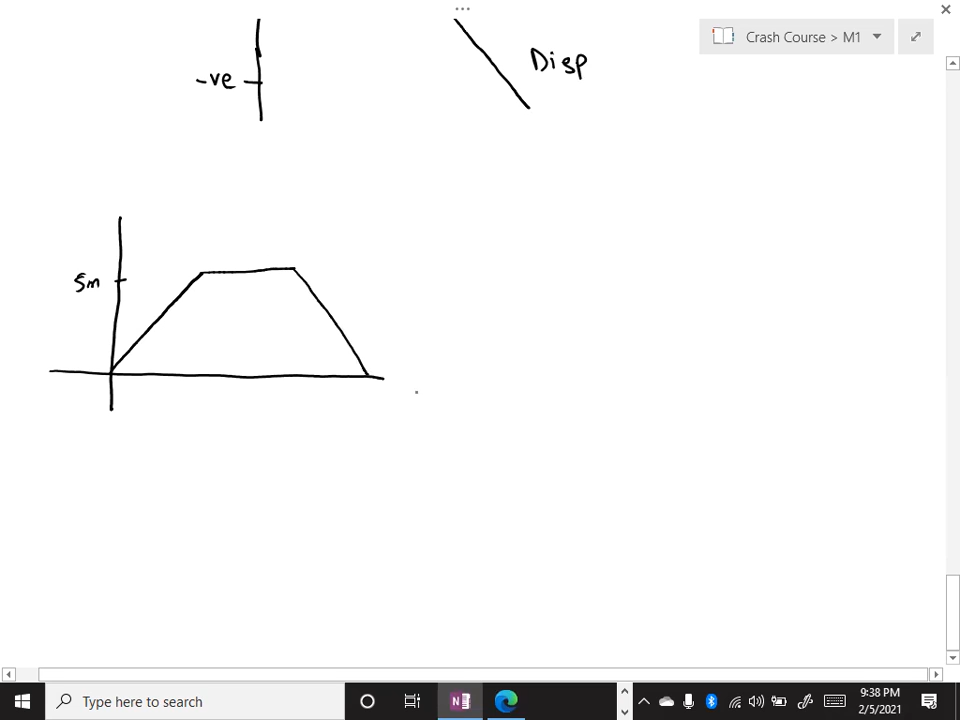 Crash Course > M1
Disp
-ve
5m
Type here to search
9:38 PM
2/5/2021